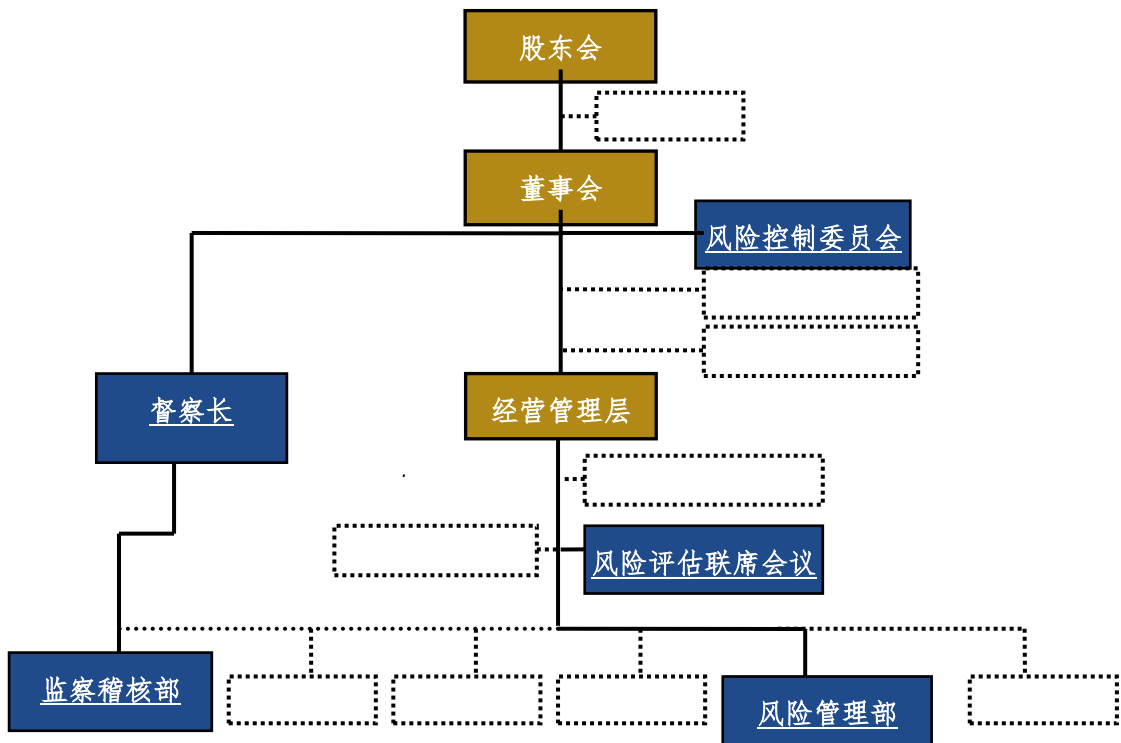 股东会
董事会
风险控制委员会
督察长
经营管理层
风险评估联席会议
监察稽核部
风险管理部